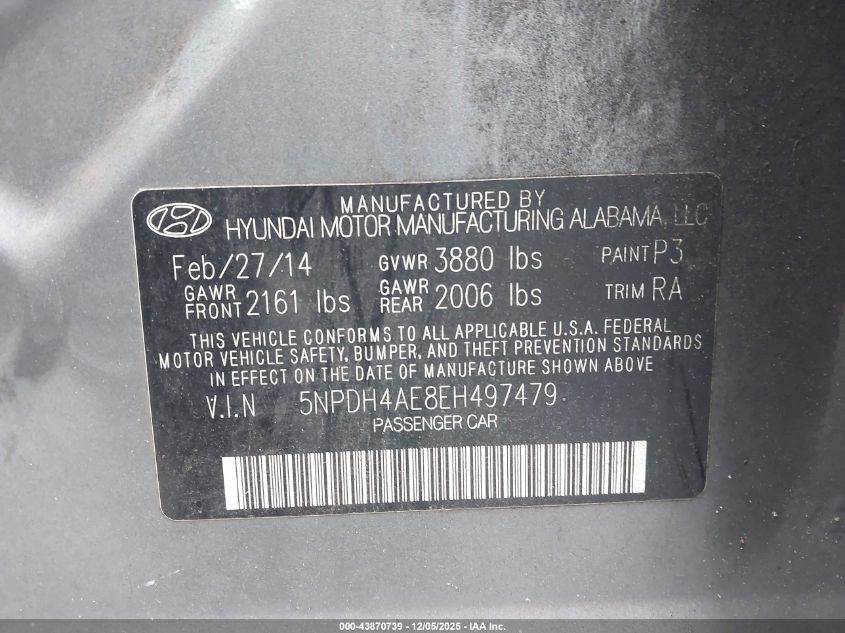 MANUFACTURED BY
HYUNDAI MOTOR MANUFACTURING ALABAMA, LLC
Feb/27/14 GVWR 3880 lbs PAINT P3
GAWR FRONT 2161 lbs GAWR REAR 2006 lbs TRIM RA
THIS VEHICLE CONFORMS TO ALL APPLICABLE U.S.A. FEDERAL
MOTOR VEHICLE SAFETY, BUMPER, AND THEFT PREVENTION STANDARDS
IN EFFECT ON THE DATE OF MANUFACTURE SHOWN ABOVE
V.I.N 5NPDH4AE8EH497479
PASSENGER CAR
000-43870739 - 12/05/2025 - IAA Inc.